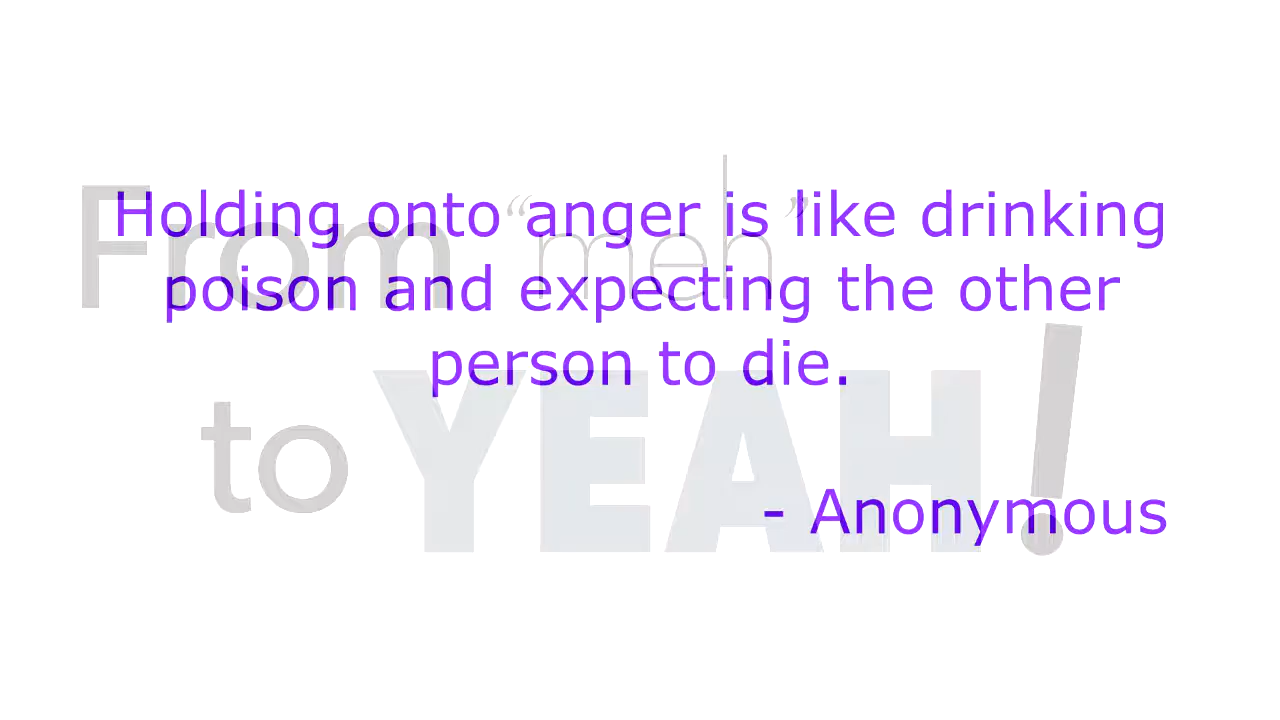 Holding onto anger is like drinking
poison and expecting the other
person to die.
- Anonymous
From “meh”
to YEAH!